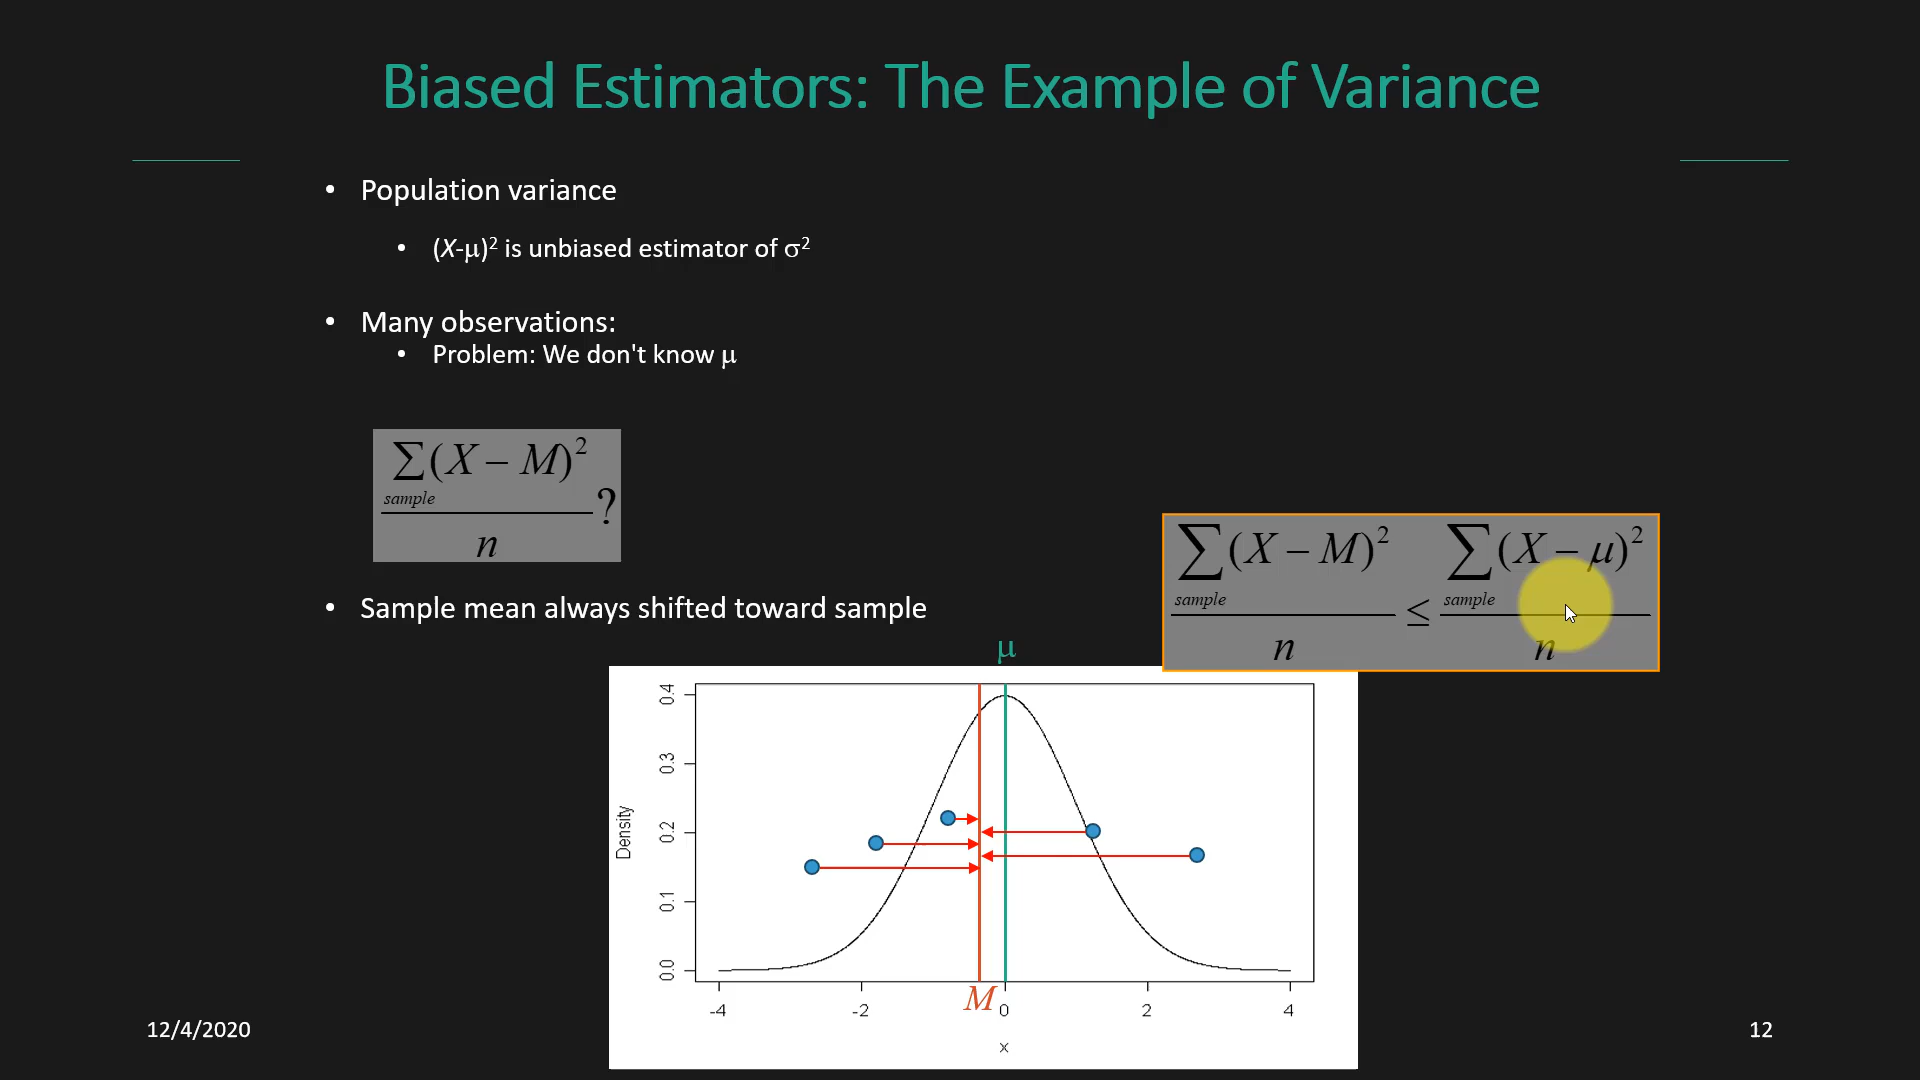 Biased Estimators: The Example of Variance
• Population variance
• (X-μ)² is unbiased estimator of σ²
• Many observations:
• Problem: We don't know μ
∑(X – M)²
sample
?
n
∑(X – M)² ≤ ∑(X – μ)²
sample sample
n n
• Sample mean always shifted toward sample
μ
0.4
0.3
0.2
0.1
0.0
Density
M
-4 -2 0 2 4
x
12/4/2020
12